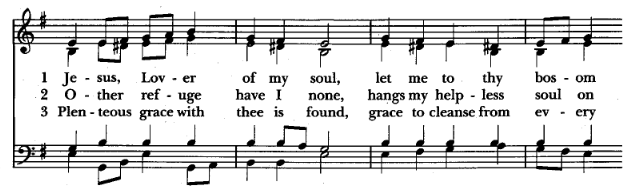 1 Je - sus, Lov - er of my soul, let me to thy bos - om
2 O - ther ref - uge have I none, hangs my help - less soul on
3 Plen - teous grace with thee is found, grace to cleanse from ev - ery